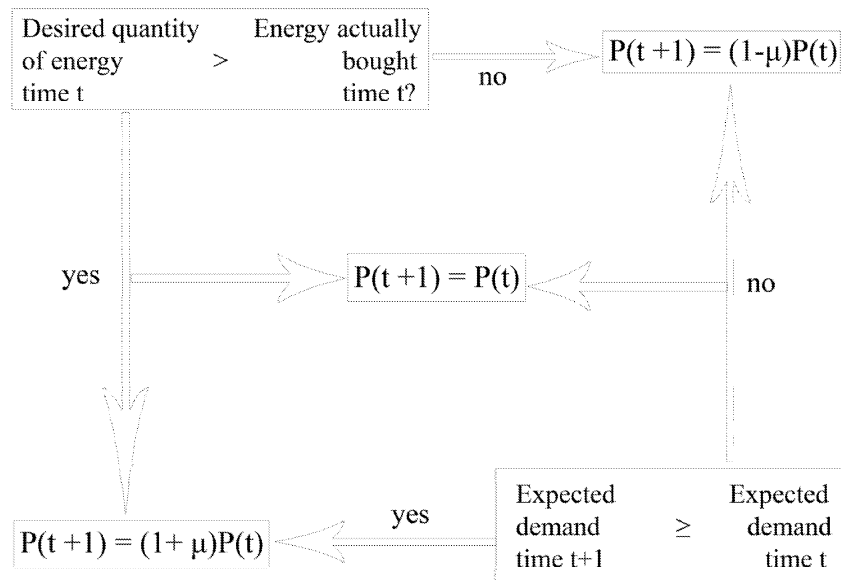 Desired quantity
of energy
time t
>
Energy actually
bought
time t?
no
P(t +1) = (1-μ)P(t)
yes
P(t +1) = P(t)
no
P(t +1) = (1+ μ)P(t)
yes
Expected
demand
time t+1
≥
Expected
demand
time t